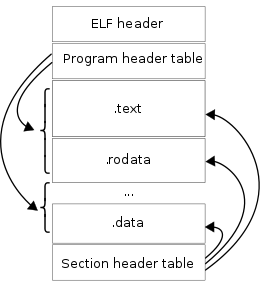 ELF header
Program header table
.text
.rodata
...
.data
Section header table